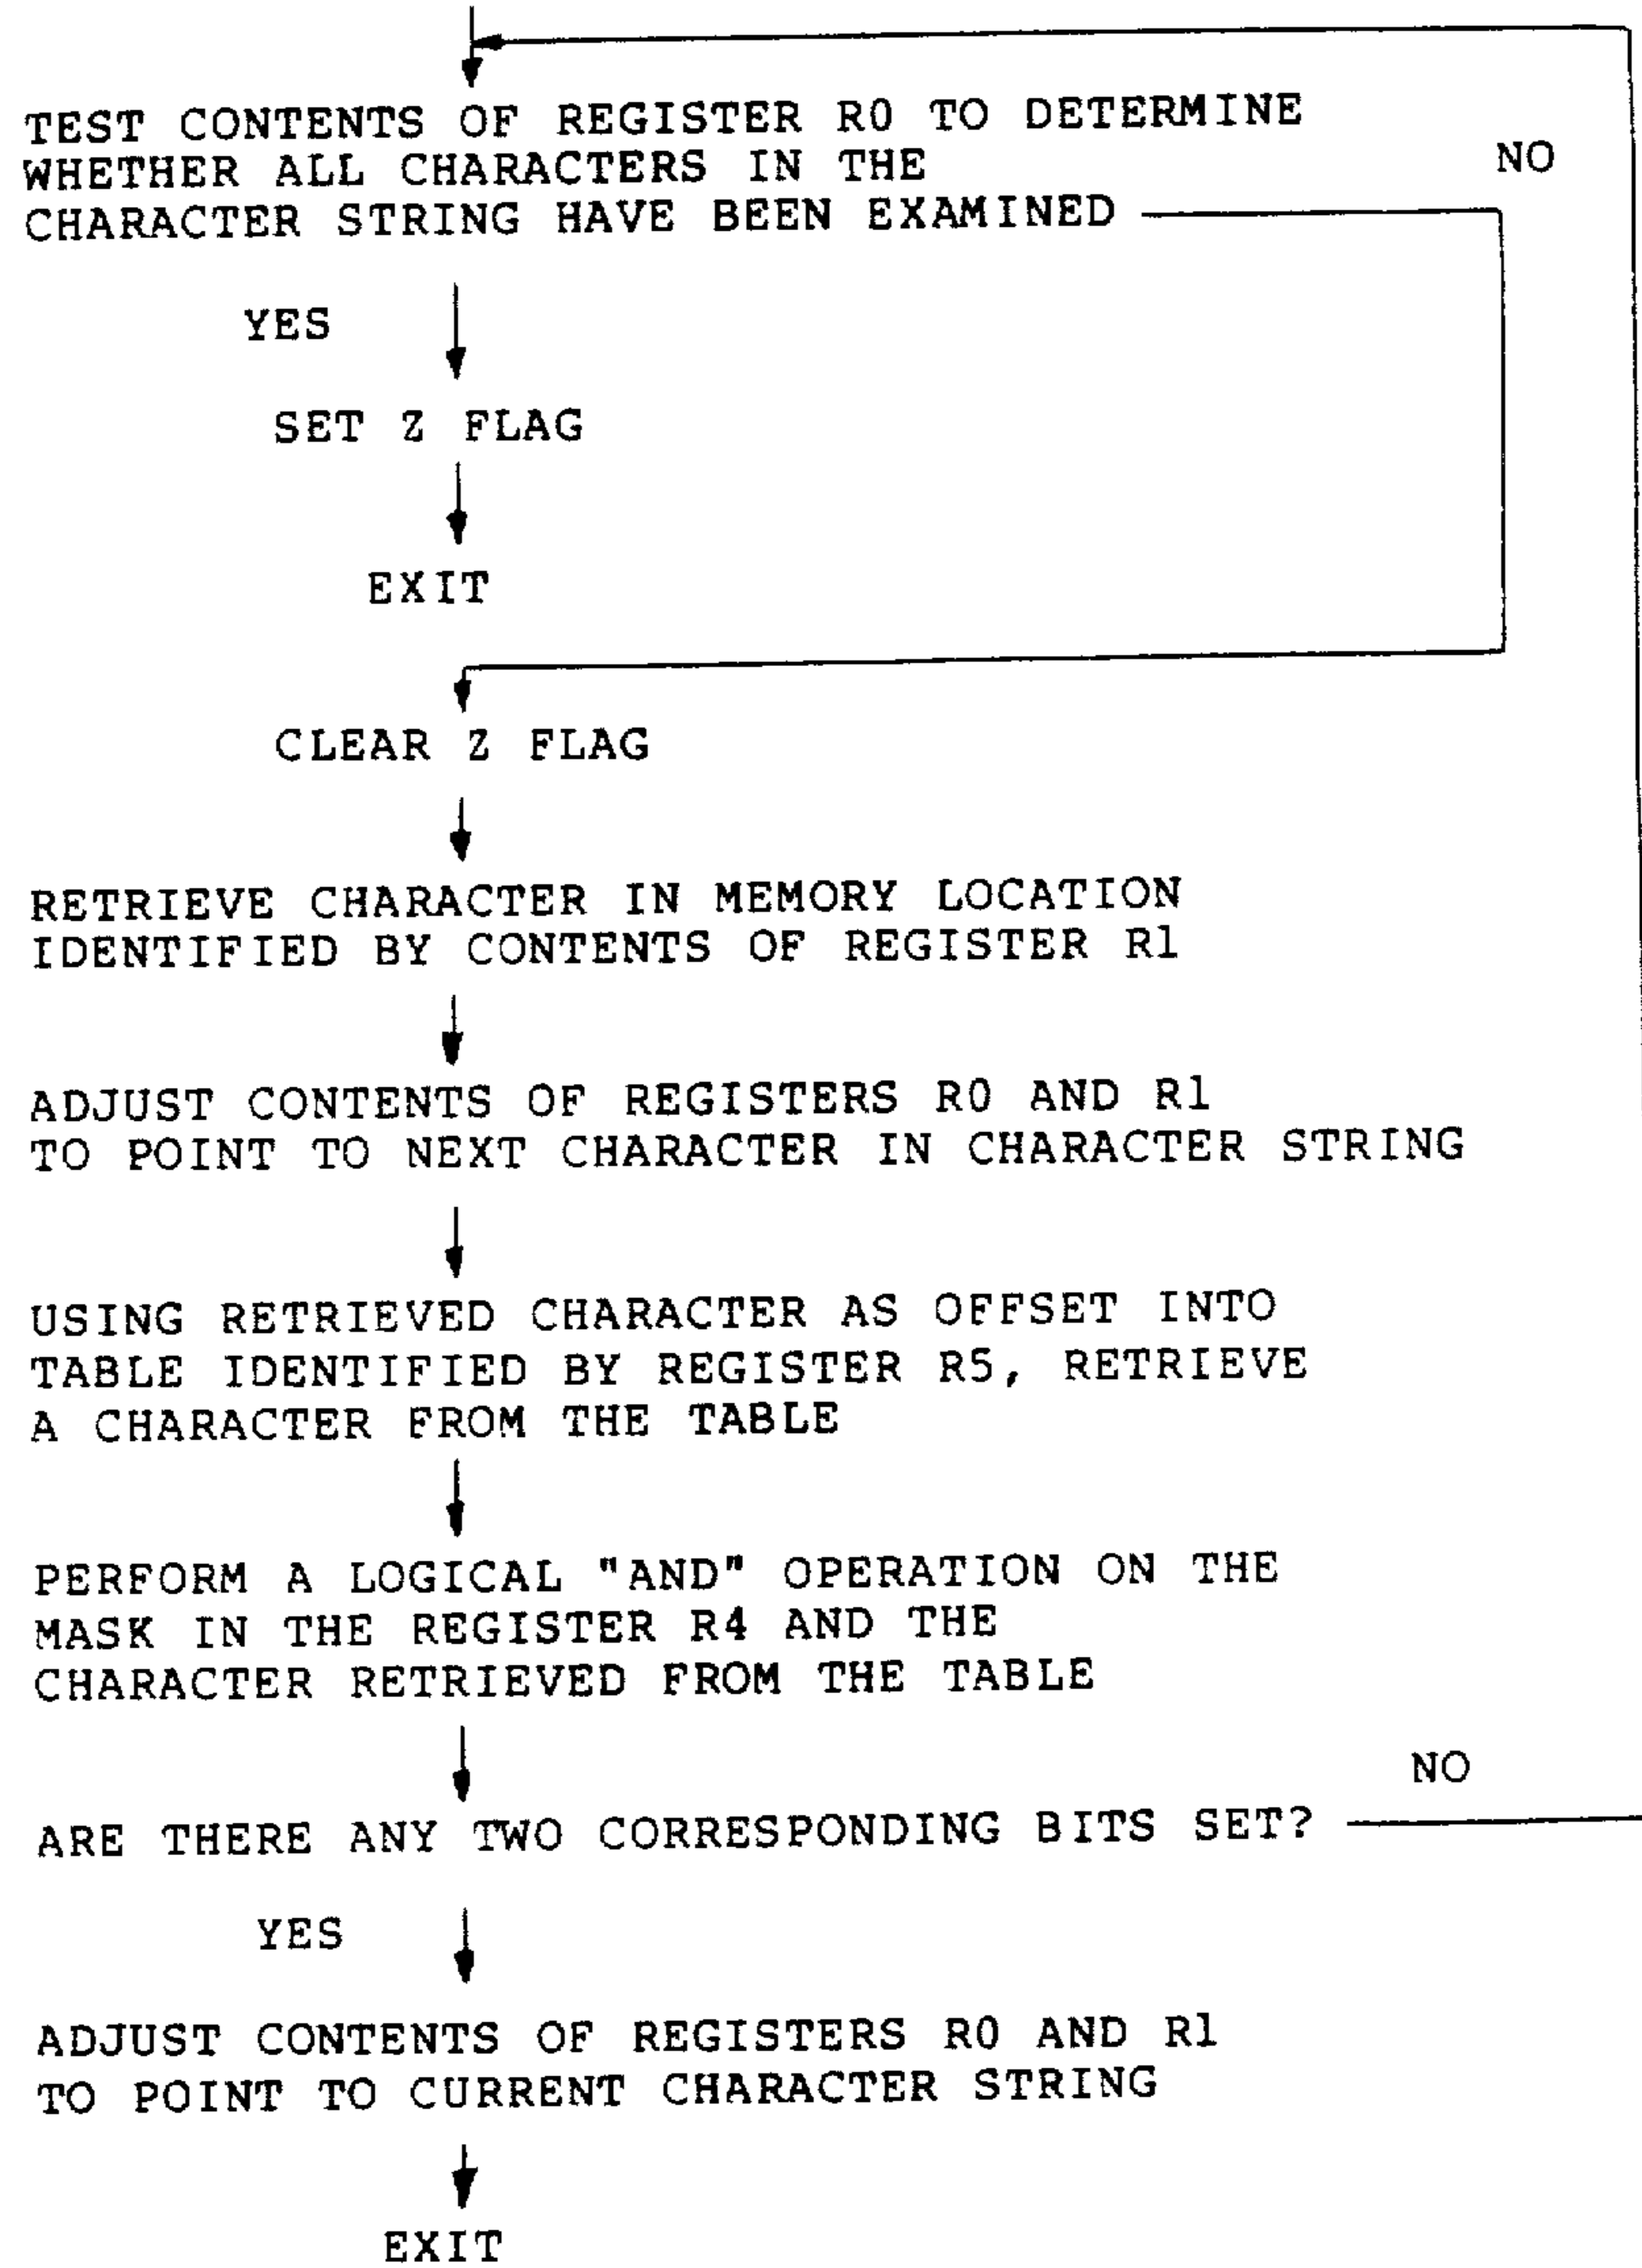 TEST CONTENTS OF REGISTER R0 TO DETERMINE
WHETHER ALL CHARACTERS IN THE
NO
CHARACTER STRING HAVE BEEN EXAMINED
YES
SET Z FLAG
EXIT
CLEAR Z FLAG
RETRIEVE CHARACTER IN MEMORY LOCATION
IDENTIFIED BY CONTENTS OF REGISTER R1
ADJUST CONTENTS OF REGISTERS R0 AND R1
TO POINT TO NEXT CHARACTER IN CHARACTER STRING
USING RETRIEVED CHARACTER AS OFFSET INTO
TABLE IDENTIFIED BY REGISTER R5, RETRIEVE
A CHARACTER FROM THE TABLE
PERFORM A LOGICAL "AND" OPERATION ON THE
MASK IN THE REGISTER R4 AND THE
CHARACTER RETRIEVED FROM THE TABLE
NO
ARE THERE ANY TWO CORRESPONDING BITS SET?
YES
ADJUST CONTENTS OF REGISTERS R0 AND R1
TO POINT TO CURRENT CHARACTER STRING
EXIT